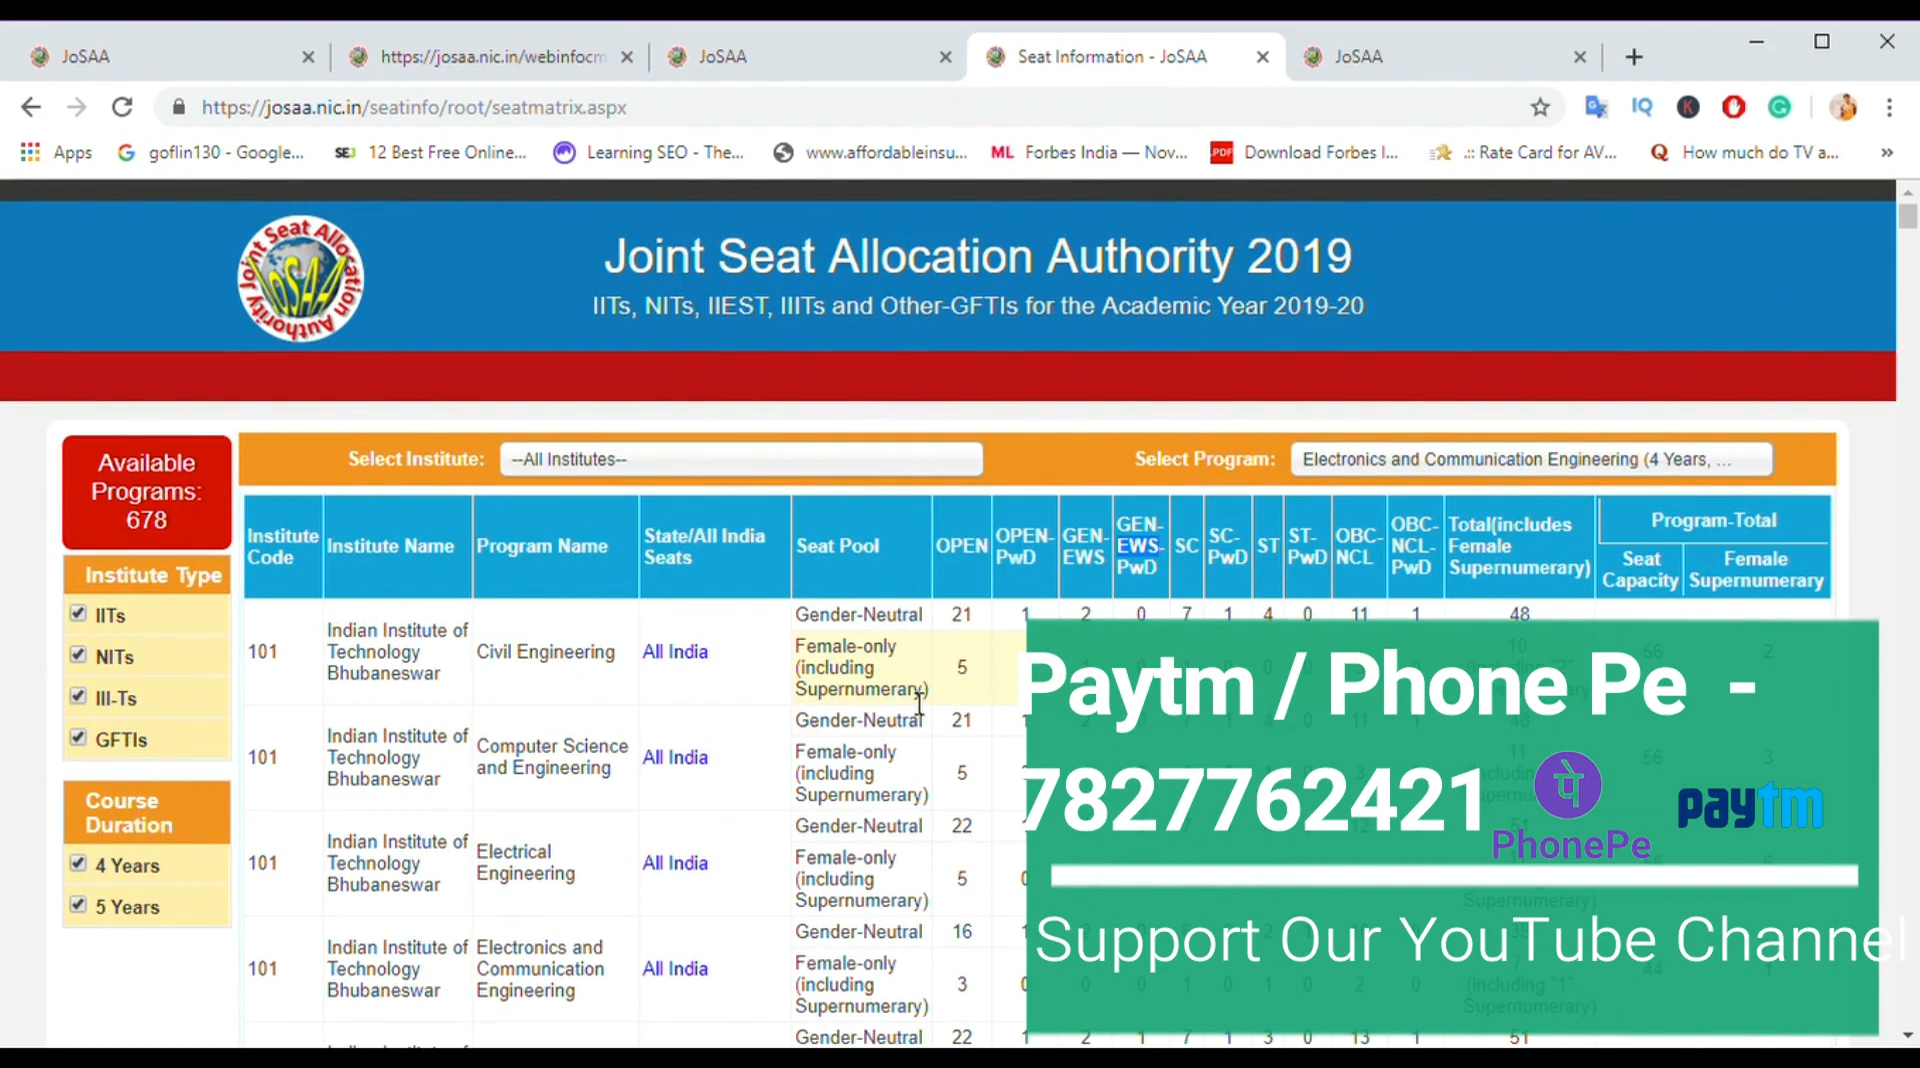 JoSAA
https://josaa.nic.in/webinfocm
JoSAA
Seat Information - JoSAA
JoSAA
https://josaa.nic.in/seatinfo/root/seatmatrix.aspx
IQ
K
Apps
G
goflin130 - Google...
SEJ
12 Best Free Online...
Learning SEO - The...
www.affordableinsu...
ML
Forbes India — Nov...
PDF
Download Forbes I...
.:: Rate Card for AV...
Q
How much do TV a...
»
Joint Seat Allocation Authority
JoSAA
Joint Seat Allocation Authority 2019
IITs, NITs, IIEST, IIITs and Other-GFTIs for the Academic Year 2019-20
Available
Programs:
678
Institute Type
IITs
NITs
III-Ts
GFTIs
Course
Duration
4 Years
5 Years
Select Institute: --All Institutes-- Select Program: Electronics and Communication Engineering (4 Years, ...
Institute Code Institute Name Program Name State/All India Seats Seat Pool OPEN OPEN-PwD GEN-EWS GEN-EWS-PwD SC SC-PwD ST ST-PwD OBC-NCL OBC-NCL-PwD Total(includes Female Supernumerary) Program-Total Seat Capacity Female Supernumerary
Gender-Neutral 21 1 2 0 7 1 4 0 11 1 48
101 Indian Institute of Technology Bhubaneswar Civil Engineering All India
Female-only (including Supernumerary) 5
Gender-Neutral 21
101 Indian Institute of Technology Bhubaneswar Computer Science and Engineering All India
Female-only (including Supernumerary) 5
Gender-Neutral 22
101 Indian Institute of Technology Bhubaneswar Electrical Engineering All India
Female-only (including Supernumerary) 5
Gender-Neutral 16
101 Indian Institute of Technology Bhubaneswar Electronics and Communication Engineering All India
Female-only (including Supernumerary) 3
Gender-Neutral 22 1 2 1 7 1 3 0 13 1 51
Paytm / Phone Pe -
7827762421
पे
PhonePe
paytm
Support Our YouTube Channel